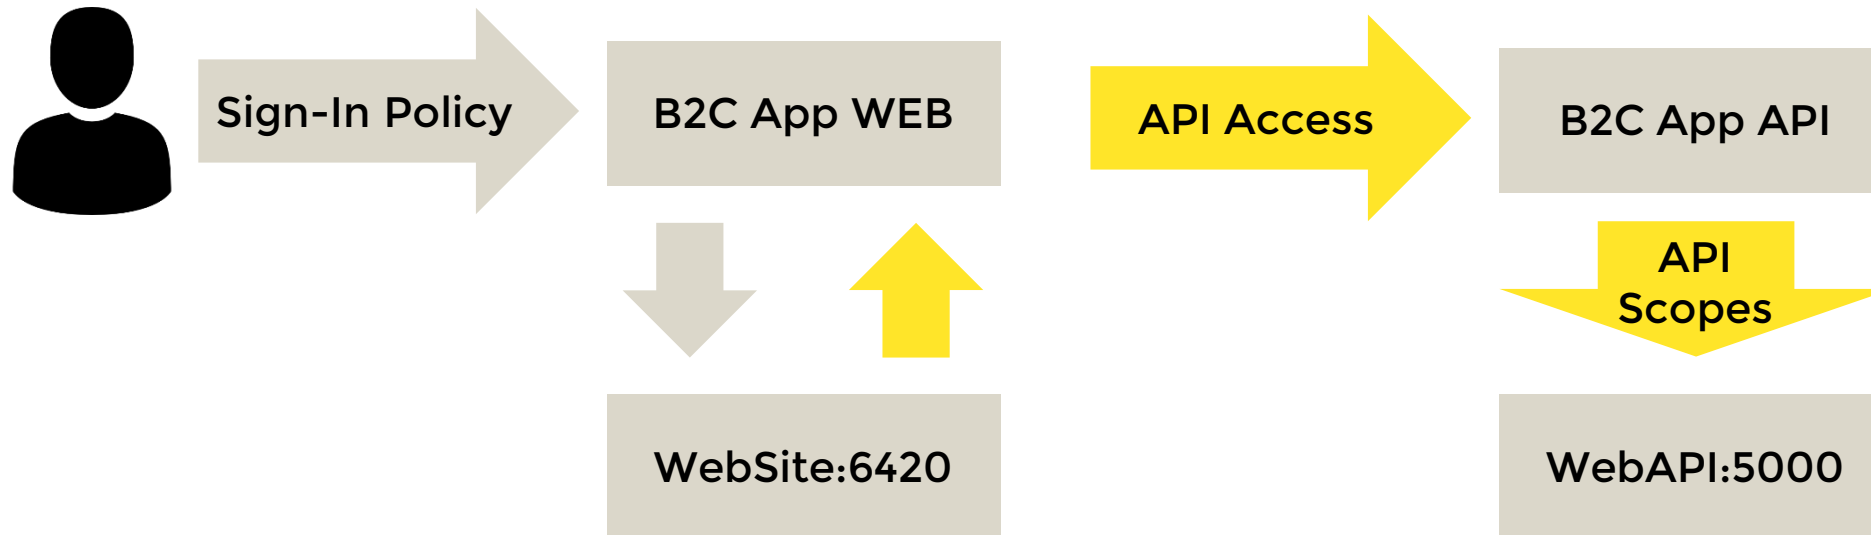 Sign-In Policy
B2C App WEB
API Access
B2C App API
API
Scopes
WebSite:6420
WebAPI:5000